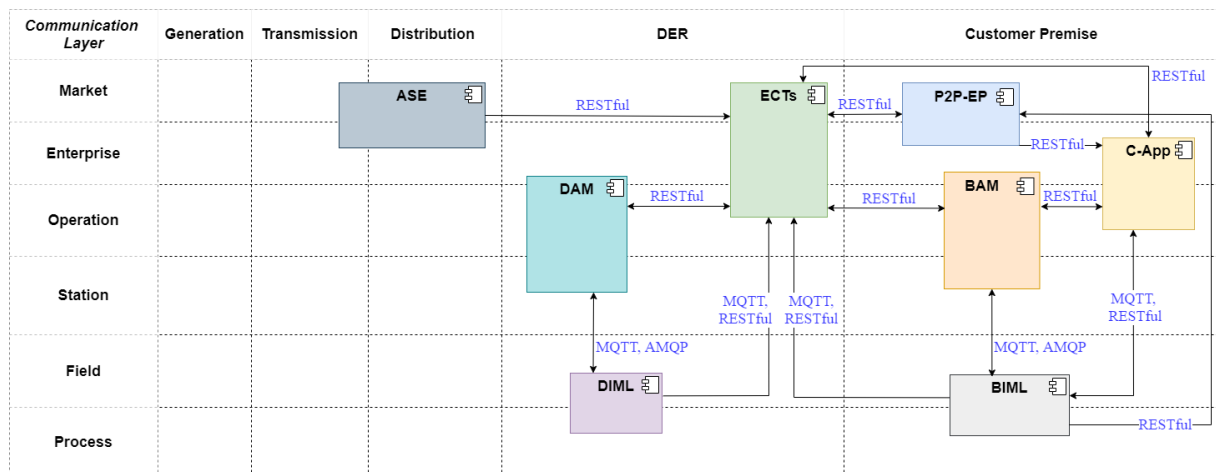 Communication
Layer
Generation
Transmission
Distribution
DER
Customer Premise
Market
Enterprise
Operation
Station
Field
Process
ASE
RESTful
ECTs
RESTful
P2P-EP
RESTful
RESTful
C-App
DAM
RESTful
RESTful
BAM
RESTful
MQTT,
RESTful
MQTT,
RESTful
MQTT,
RESTful
MQTT, AMQP
MQTT, AMQP
DIML
BIML
RESTful